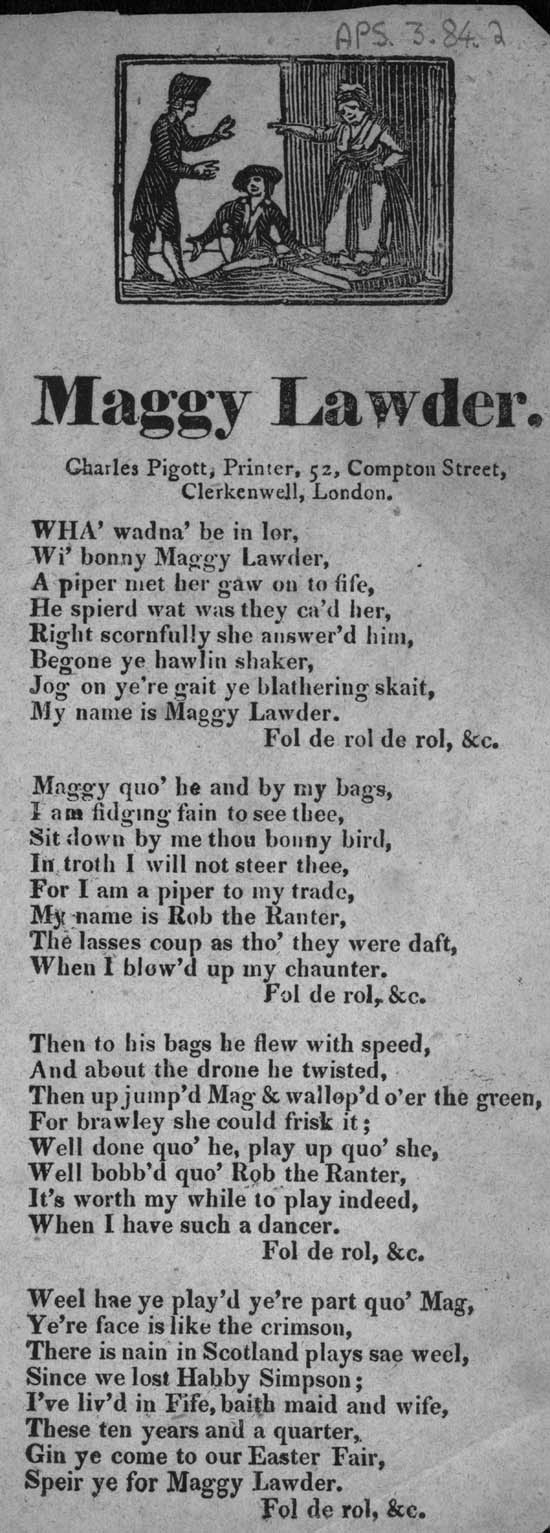 APS. 3. 84. 2
Maggy Lawder.
Charles Pigott, Printer, 52, Compton Street,
Clerkenwell, London.
WHA' wadna' be in lor,
Wi' bonny Maggy Lawder,
A piper met her gaw on to fife,
He spierd wat was they ca'd her,
Right scornfully she answer'd him,
Begone ye hawlin shaker,
Jog on ye're gait ye blathering skait,
My name is Maggy Lawder.
Fol de rol de rol, &c.
Maggy quo' he and by my bags,
I am fidging fain to see thee,
Sit down by me thou bonny bird,
In troth I will not steer thee,
For I am a piper to my trade,
My name is Rob the Ranter,
The lasses coup as tho' they were daft,
When I blow'd up my chaunter.
Fol de rol, &c.
Then to his bags he flew with speed,
And about the drone he twisted,
Then up jump'd Mag & wallop'd o'er the green,
For brawley she could frisk it;
Well done quo' he, play up quo' she,
Well bobb'd quo' Rob the Ranter,
It's worth my while to play indeed,
When I have such a dancer.
Fol de rol, &c.
Weel hae ye play'd ye're part quo' Mag,
Ye're face is like the crimson,
There is nain in Scotland plays sae weel,
Since we lost Habby Simpson;
I've liv'd in Fife, baith maid and wife,
These ten years and a quarter,
Gin ye come to our Easter Fair,
Speir ye for Maggy Lawder.
Fol de rol, &c.